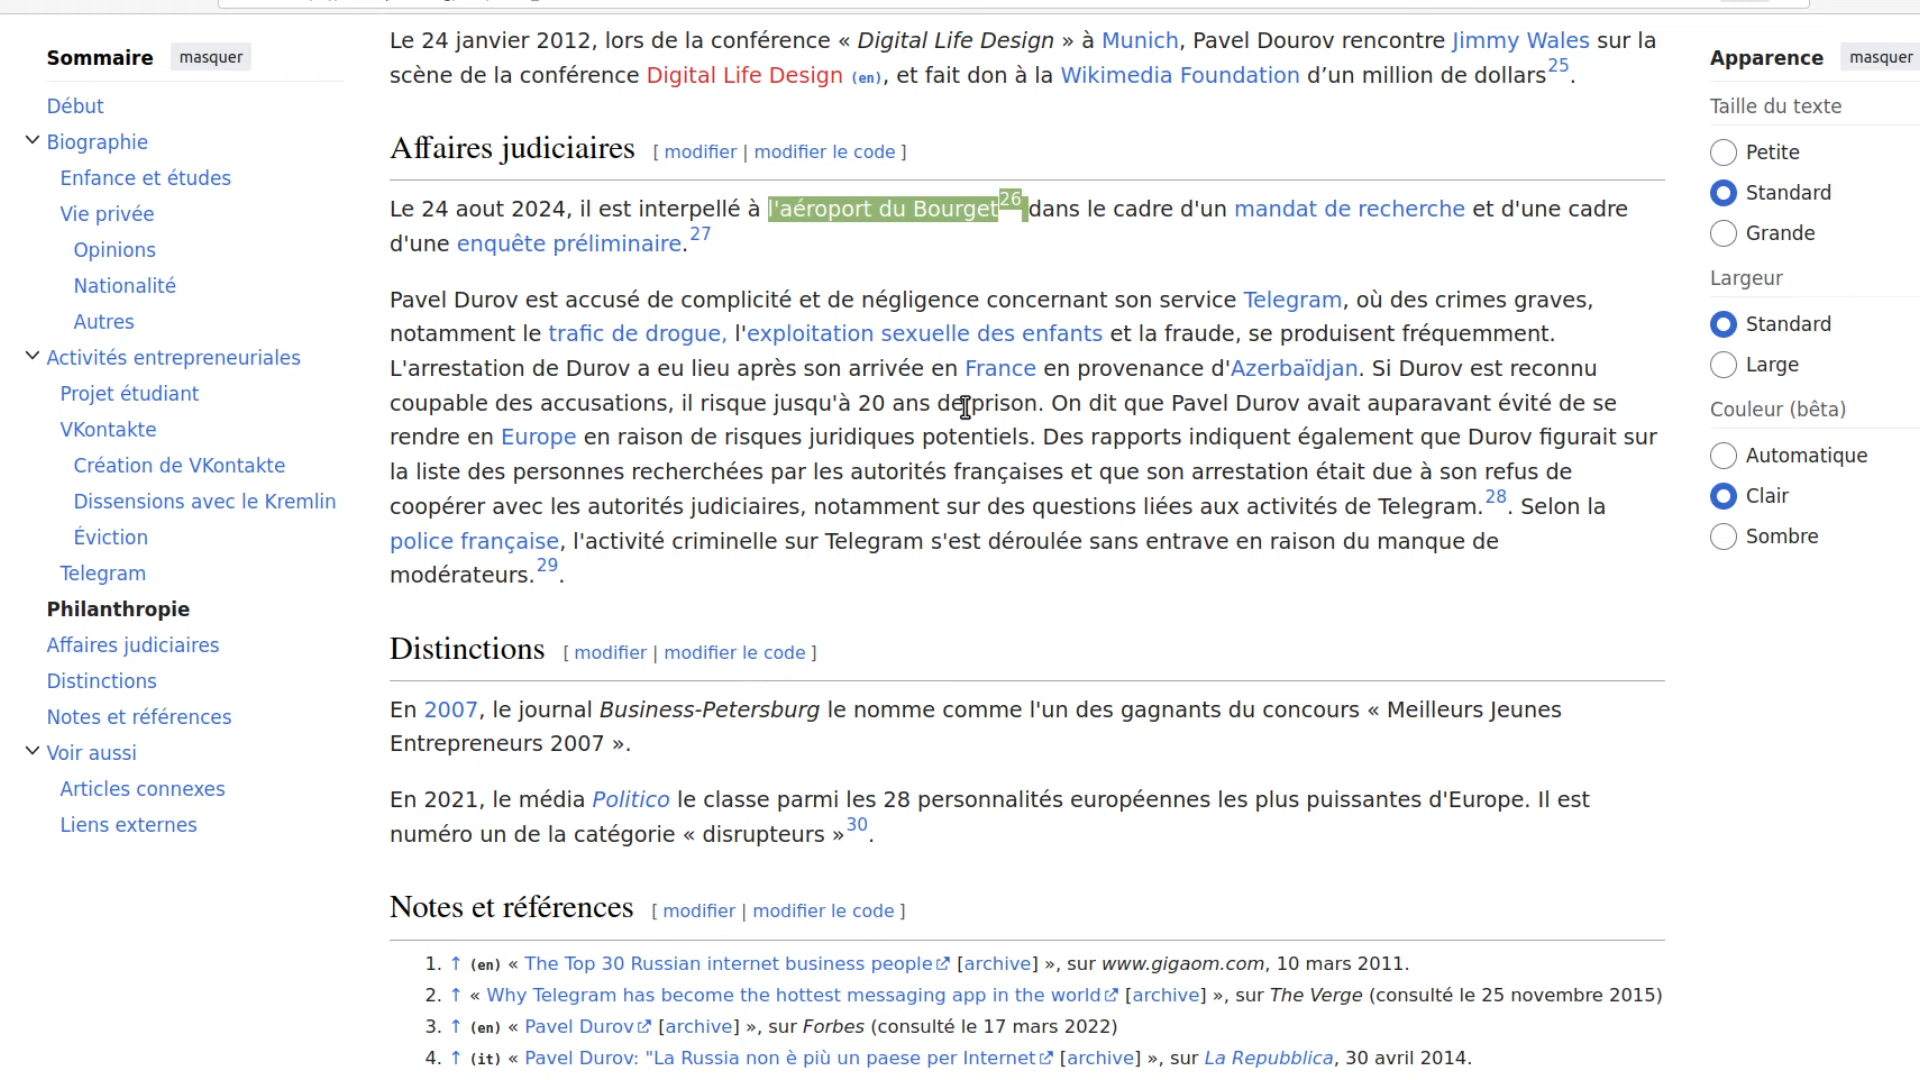 Sommaire masquer
Début
Biographie
Enfance et études
Vie privée
Opinions
Nationalité
Autres
Activités entrepreneuriales
Projet étudiant
VKontakte
Création de VKontakte
Dissensions avec le Kremlin
Éviction
Telegram
Philanthropie
Affaires judiciaires
Distinctions
Notes et références
Voir aussi
Articles connexes
Liens externes
Le 24 janvier 2012, lors de la conférence « Digital Life Design » à Munich, Pavel Dourov rencontre Jimmy Wales sur la
scène de la conférence Digital Life Design (en), et fait don à la Wikimedia Foundation d’un million de dollars25.
Affaires judiciaires [ modifier | modifier le code ]
Le 24 aout 2024, il est interpellé à l'aéroport du Bourget26 dans le cadre d'un mandat de recherche et d'une cadre
d'une enquête préliminaire.27
Pavel Durov est accusé de complicité et de négligence concernant son service Telegram, où des crimes graves,
notamment le trafic de drogue, l'exploitation sexuelle des enfants et la fraude, se produisent fréquemment.
L'arrestation de Durov a eu lieu après son arrivée en France en provenance d'Azerbaïdjan. Si Durov est reconnu
coupable des accusations, il risque jusqu'à 20 ans de prison. On dit que Pavel Durov avait auparavant évité de se
rendre en Europe en raison de risques juridiques potentiels. Des rapports indiquent également que Durov figurait sur
la liste des personnes recherchées par les autorités françaises et que son arrestation était due à son refus de
coopérer avec les autorités judiciaires, notamment sur des questions liées aux activités de Telegram.28. Selon la
police française, l'activité criminelle sur Telegram s'est déroulée sans entrave en raison du manque de
modérateurs.29.
Distinctions [ modifier | modifier le code ]
En 2007, le journal Business-Petersburg le nomme comme l'un des gagnants du concours « Meilleurs Jeunes
Entrepreneurs 2007 ».
En 2021, le média Politico le classe parmi les 28 personnalités européennes les plus puissantes d'Europe. Il est
numéro un de la catégorie « disrupteurs »30.
Notes et références [ modifier | modifier le code ]
1. ↑ (en) « The Top 30 Russian internet business people [archive] », sur www.gigaom.com, 10 mars 2011.
2. ↑ « Why Telegram has become the hottest messaging app in the world [archive] », sur The Verge (consulté le 25 novembre 2015)
3. ↑ (en) « Pavel Durov [archive] », sur Forbes (consulté le 17 mars 2022)
4. ↑ (it) « Pavel Durov: "La Russia non è più un paese per Internet [archive] », sur La Repubblica, 30 avril 2014.
Apparence masquer
Taille du texte
Petite
Standard
Grande
Largeur
Standard
Large
Couleur (bêta)
Automatique
Clair
Sombre